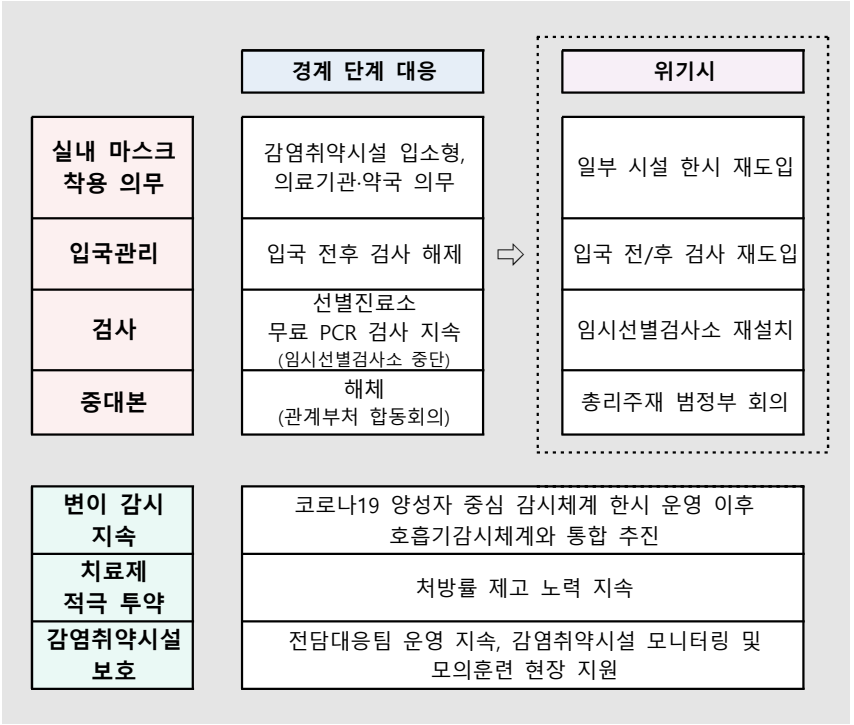 경계 단계 대응
위기시
실내 마스크
착용 의무
감염취약시설 입소형,
의료기관·약국 의무
일부 시설 한시 재도입
입국관리
입국 전후 검사 해제
⇨
입국 전/후 검사 재도입
검사
선별진료소
무료 PCR 검사 지속
(임시선별검사소 중단)
임시선별검사소 재설치
중대본
해체
(관계부처 합동회의)
총리주재 범정부 회의
변이 감시
지속
코로나19 양성자 중심 감시체계 한시 운영 이후
호흡기감시체계와 통합 추진
치료제
적극 투약
처방률 제고 노력 지속
감염취약시설
보호
전담대응팀 운영 지속, 감염취약시설 모니터링 및
모의훈련 현장 지원